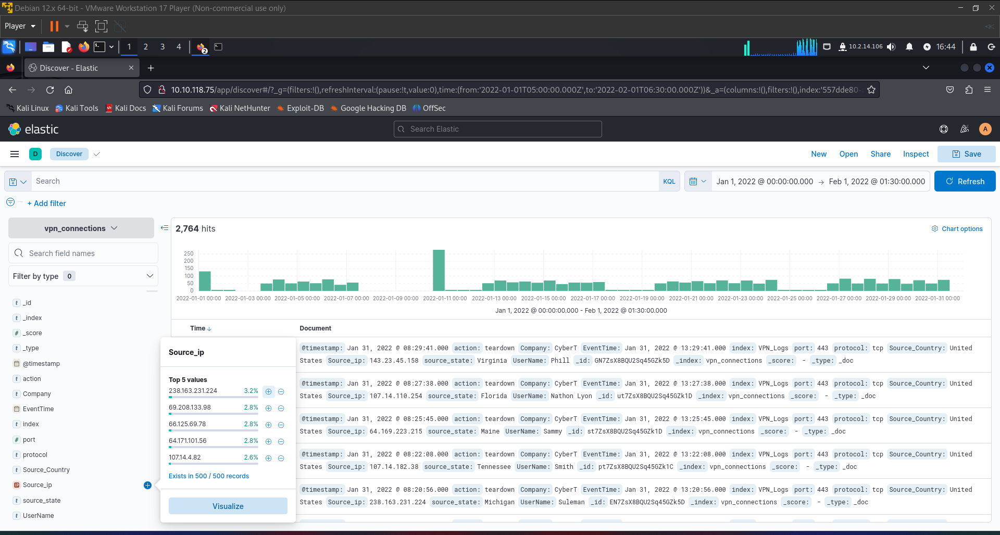 Debian 12.x 64-bit - VMware Workstation 17 Player (Non-commercial use only)
Player
1 2 3 4 2 10.2.14.106 16:44
Discover - Elastic
10.10.118.75/app/discover#/?_g=(filters:!(),refreshInterval:(pause:!t,value:0),time:(from:'2022-01-01T05:00:00.000Z',to:'2022-02-01T06:30:00.000Z'))&_a=(columns:!(),filters:!(),index:'557dde80-
Kali Linux Kali Tools Kali Docs Kali Forums Kali NetHunter Exploit-DB Google Hacking DB OffSec
elastic Search Elastic A
D Discover New Open Share Inspect Save
Search KQL Jan 1, 2022 @ 00:00:00.000 → Feb 1, 2022 @ 01:30:00.000 Refresh
+ Add filter
vpn_connections
Search field names
Filter by type 0
t _id
t _index
# _score
t _type
@timestamp
t action
t Company
EventTime
t index
# port
t protocol
t Source_Country
IP Source_ip
t source_state
t UserName
2,764 hits
Chart options
250
200
150
100
50
0
2022-01-01 00:00 2022-01-03 00:00 2022-01-05 00:00 2022-01-07 00:00 2022-01-09 00:00 2022-01-11 00:00 2022-01-13 00:00 2022-01-15 00:00 2022-01-17 00:00 2022-01-19 00:00 2022-01-21 00:00 2022-01-23 00:00 2022-01-25 00:00 2022-01-27 00:00 2022-01-29 00:00 2022-01-31 00:00
Jan 1, 2022 @ 00:00:00.000 - Feb 1, 2022 @ 01:30:00.000
Time ↓ Document
Source_ip
Top 5 values
238.163.231.224 3.2%
69.208.133.98 2.8%
66.125.69.78 2.8%
64.171.101.56 2.8%
107.14.4.82 2.6%
Exists in 500 / 500 records
Visualize
@timestamp: Jan 31, 2022 @ 08:29:41.000 action: teardown Company: CyberT EventTime: Jan 31, 2022 @ 13:29:41.000 index: VPN_Logs port: 443 protocol: tcp Source_Country: United
States Source_ip: 143.23.45.158 source_state: Virginia UserName: Phill _id: GN7ZsX8BQU2Sq45GZk5D _index: vpn_connections _score: - _type: _doc
@timestamp: Jan 31, 2022 @ 08:27:38.000 action: teardown Company: CyberT EventTime: Jan 31, 2022 @ 13:27:38.000 index: VPN_Logs port: 443 protocol: tcp Source_Country: United
States Source_ip: 107.14.110.254 source_state: Florida UserName: Nathon Lyon _id: ut7ZsX8BQU2Sq45GZk1D _index: vpn_connections _score: - _type: _doc
@timestamp: Jan 31, 2022 @ 08:25:45.000 action: teardown Company: CyberT EventTime: Jan 31, 2022 @ 13:25:45.000 index: VPN_Logs port: 443 protocol: tcp Source_Country: United
States Source_ip: 64.169.223.215 source_state: Maine UserName: Sammy _id: st7ZsX8BQU2Sq45GZk1D _index: vpn_connections _score: - _type: _doc
@timestamp: Jan 31, 2022 @ 08:22:08.000 action: teardown Company: CyberT EventTime: Jan 31, 2022 @ 13:22:08.000 index: VPN_Logs port: 443 protocol: tcp Source_Country: United
States Source_ip: 107.14.182.38 source_state: Tennessee UserName: Smith _id: pt7ZsX8BQU2Sq45GZk1C _index: vpn_connections _score: - _type: _doc
@timestamp: Jan 31, 2022 @ 08:20:56.000 action: teardown Company: CyberT EventTime: Jan 31, 2022 @ 13:20:56.000 index: VPN_Logs port: 443 protocol: tcp Source_Country: United
States Source_ip: 238.163.231.224 source_state: Michigan UserName: Suleman _id: EN7ZsX8BQU2Sq45GZk5D _index: vpn_connections _score: - _type: _doc